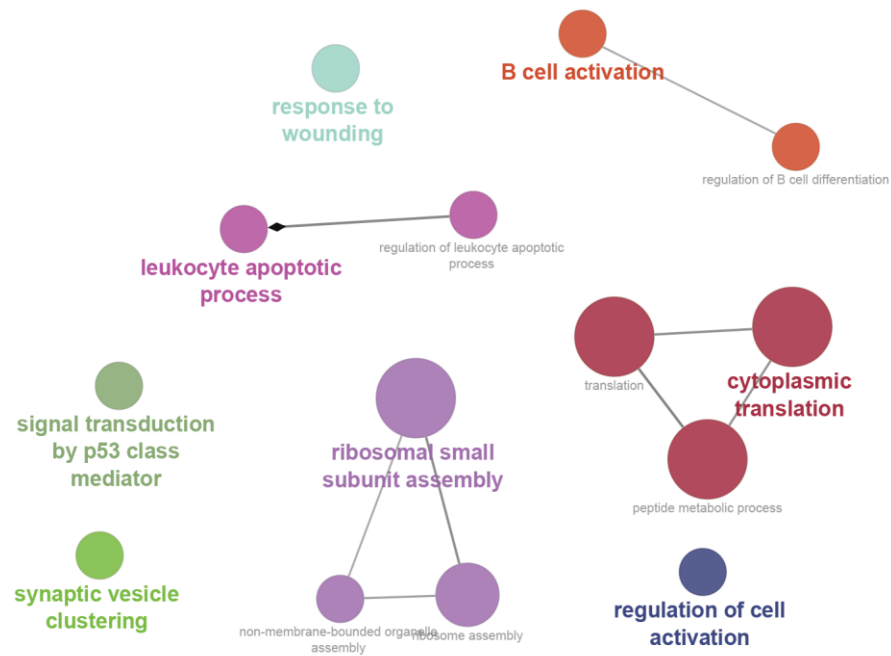 B cell activation
response to
wounding
regulation of B cell differentiation
leukocyte apoptotic
process
regulation of leukocyte apoptotic
process
translation
cytoplasmic
translation
signal transduction
by p53 class
mediator
ribosomal small
subunit assembly
peptide metabolic process
synaptic vesicle
clustering
non-membrane-bounded organelle
assembly
ribosome assembly
regulation of cell
activation